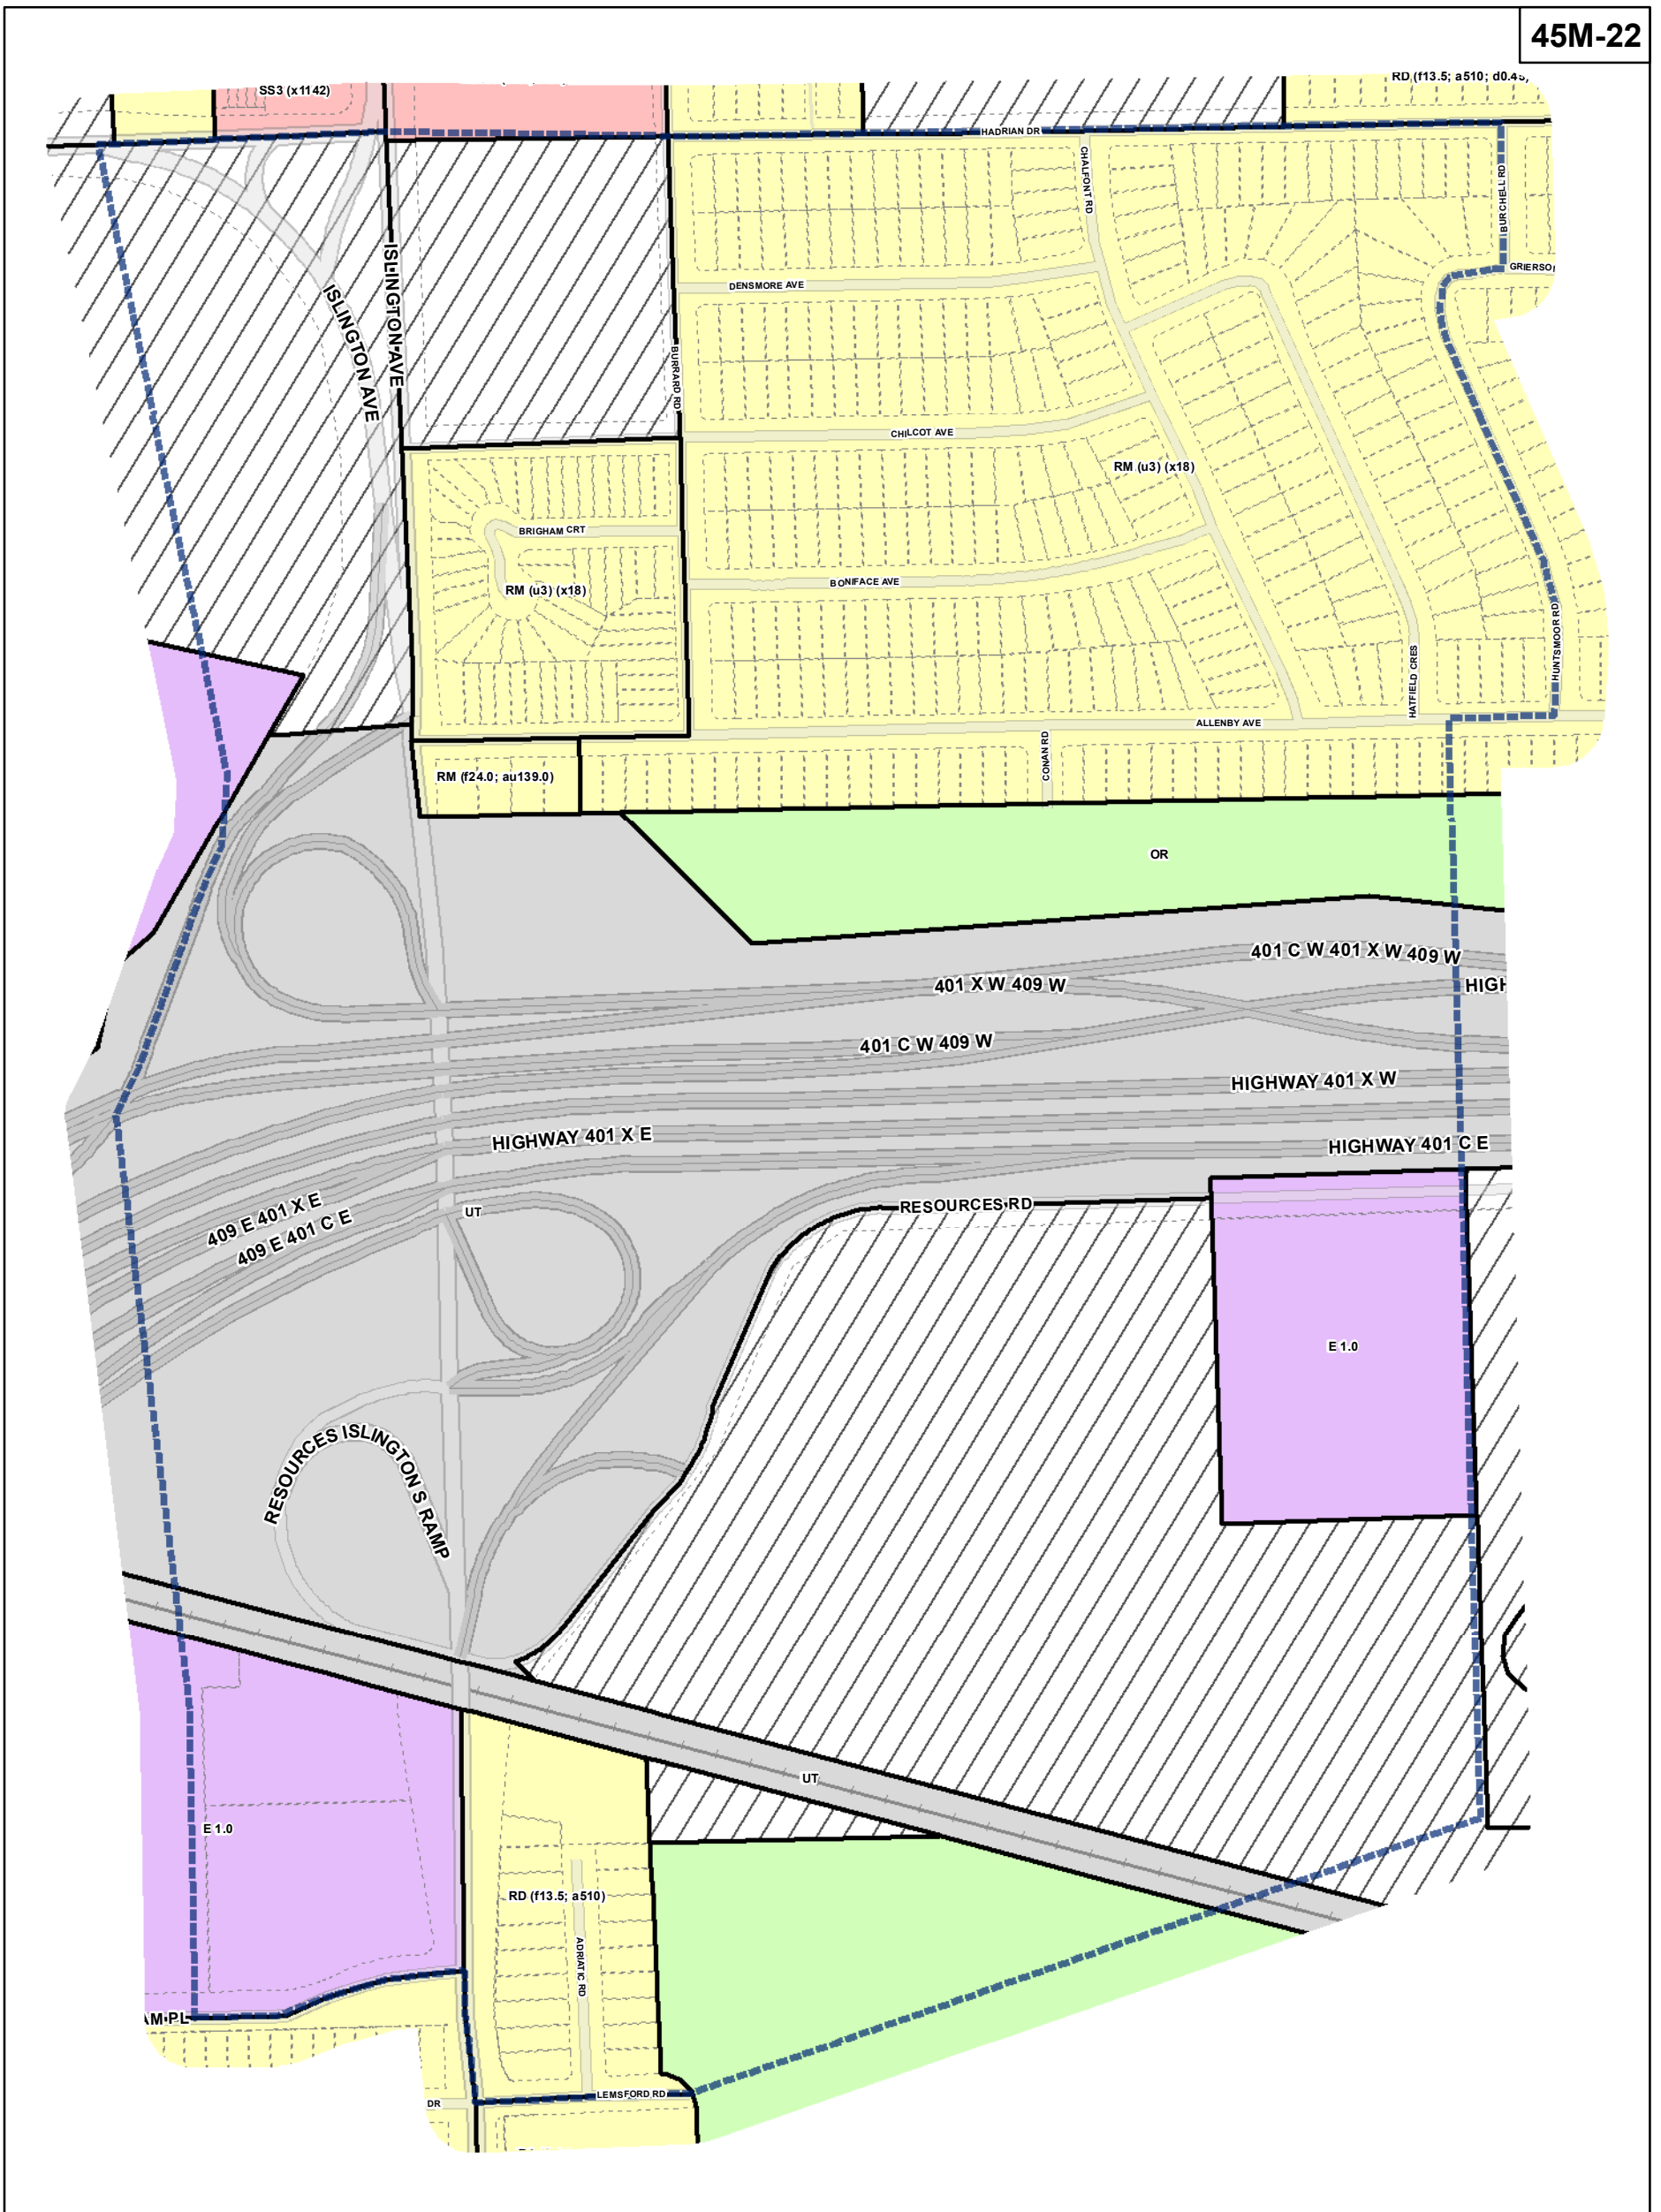 45M-22
SS3 (x1142)
RD (f13.5; a510; d0.45)
HADRIAN DR
CHALFONT RD
BURCHELL RD
ISLINGTON AVE
ISLINGTON AVE
DENSMORE AVE
BURRARD RD
CHILCOT AVE
RM (u3) (x18)
BRIGHAM CRT
RM (u3) (x18)
BONIFACE AVE
HUNTSMOOR RD
HATFIELD CRES
ALLENBY AVE
CONAN RD
RM (f24.0; au139.0)
OR
401 C W 401 X W 409 W
401 X W 409 W
HIGH
401 C W 409 W
HIGHWAY 401 X W
HIGHWAY 401 X E
HIGHWAY 401 C E
RESOURCES RD
UT
409 E 401 X E
409 E 401 C E
E 1.0
RESOURCES ISLINGTON S RAMP
UT
E 1.0
RD (f13.5; a510)
ADRIATIC RD
AM PL
LEMSFORD RD
DR